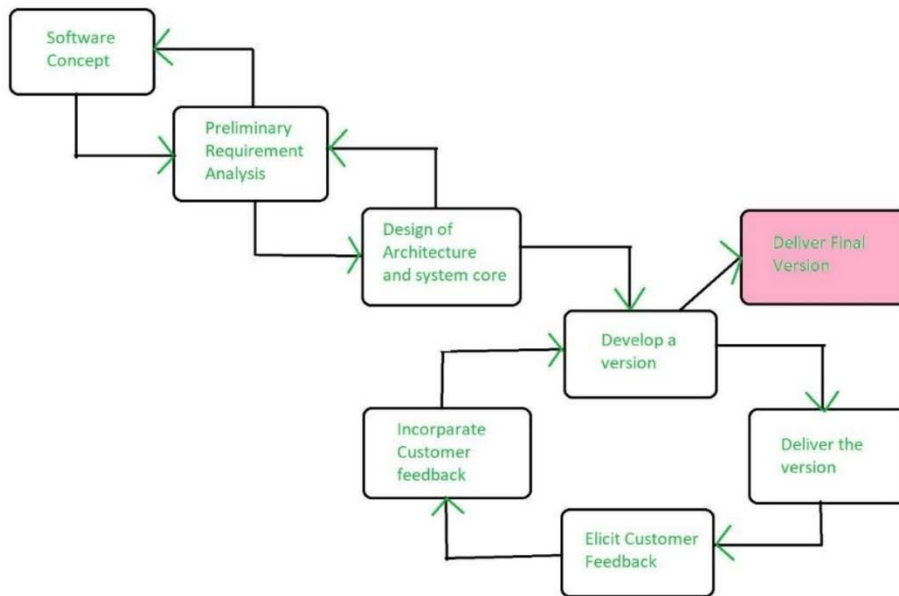 Software
Concept
Preliminary
Requirement
Analysis
Design of
Architecture
and system core
Deliver Final
Version
Develop a
version
Incorparate
Customer
feedback
Deliver the
version
Elicit Customer
Feedback